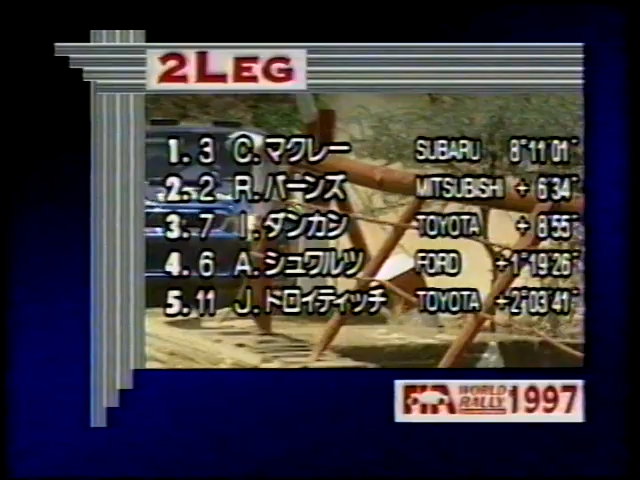 2LEG
1. 3 C.マクレー SUBARU 8°11'01"
2. 2 R.バーンズ MITSUBISHI + 6'34"
3. 7 I.ダンカン TOYOTA + 8'55"
4. 6 A.シュワルツ FORD +1°19'26"
5. 11 J.ドロイティッチ TOYOTA +2°03'41"
FIA WORLD RALLY 1997